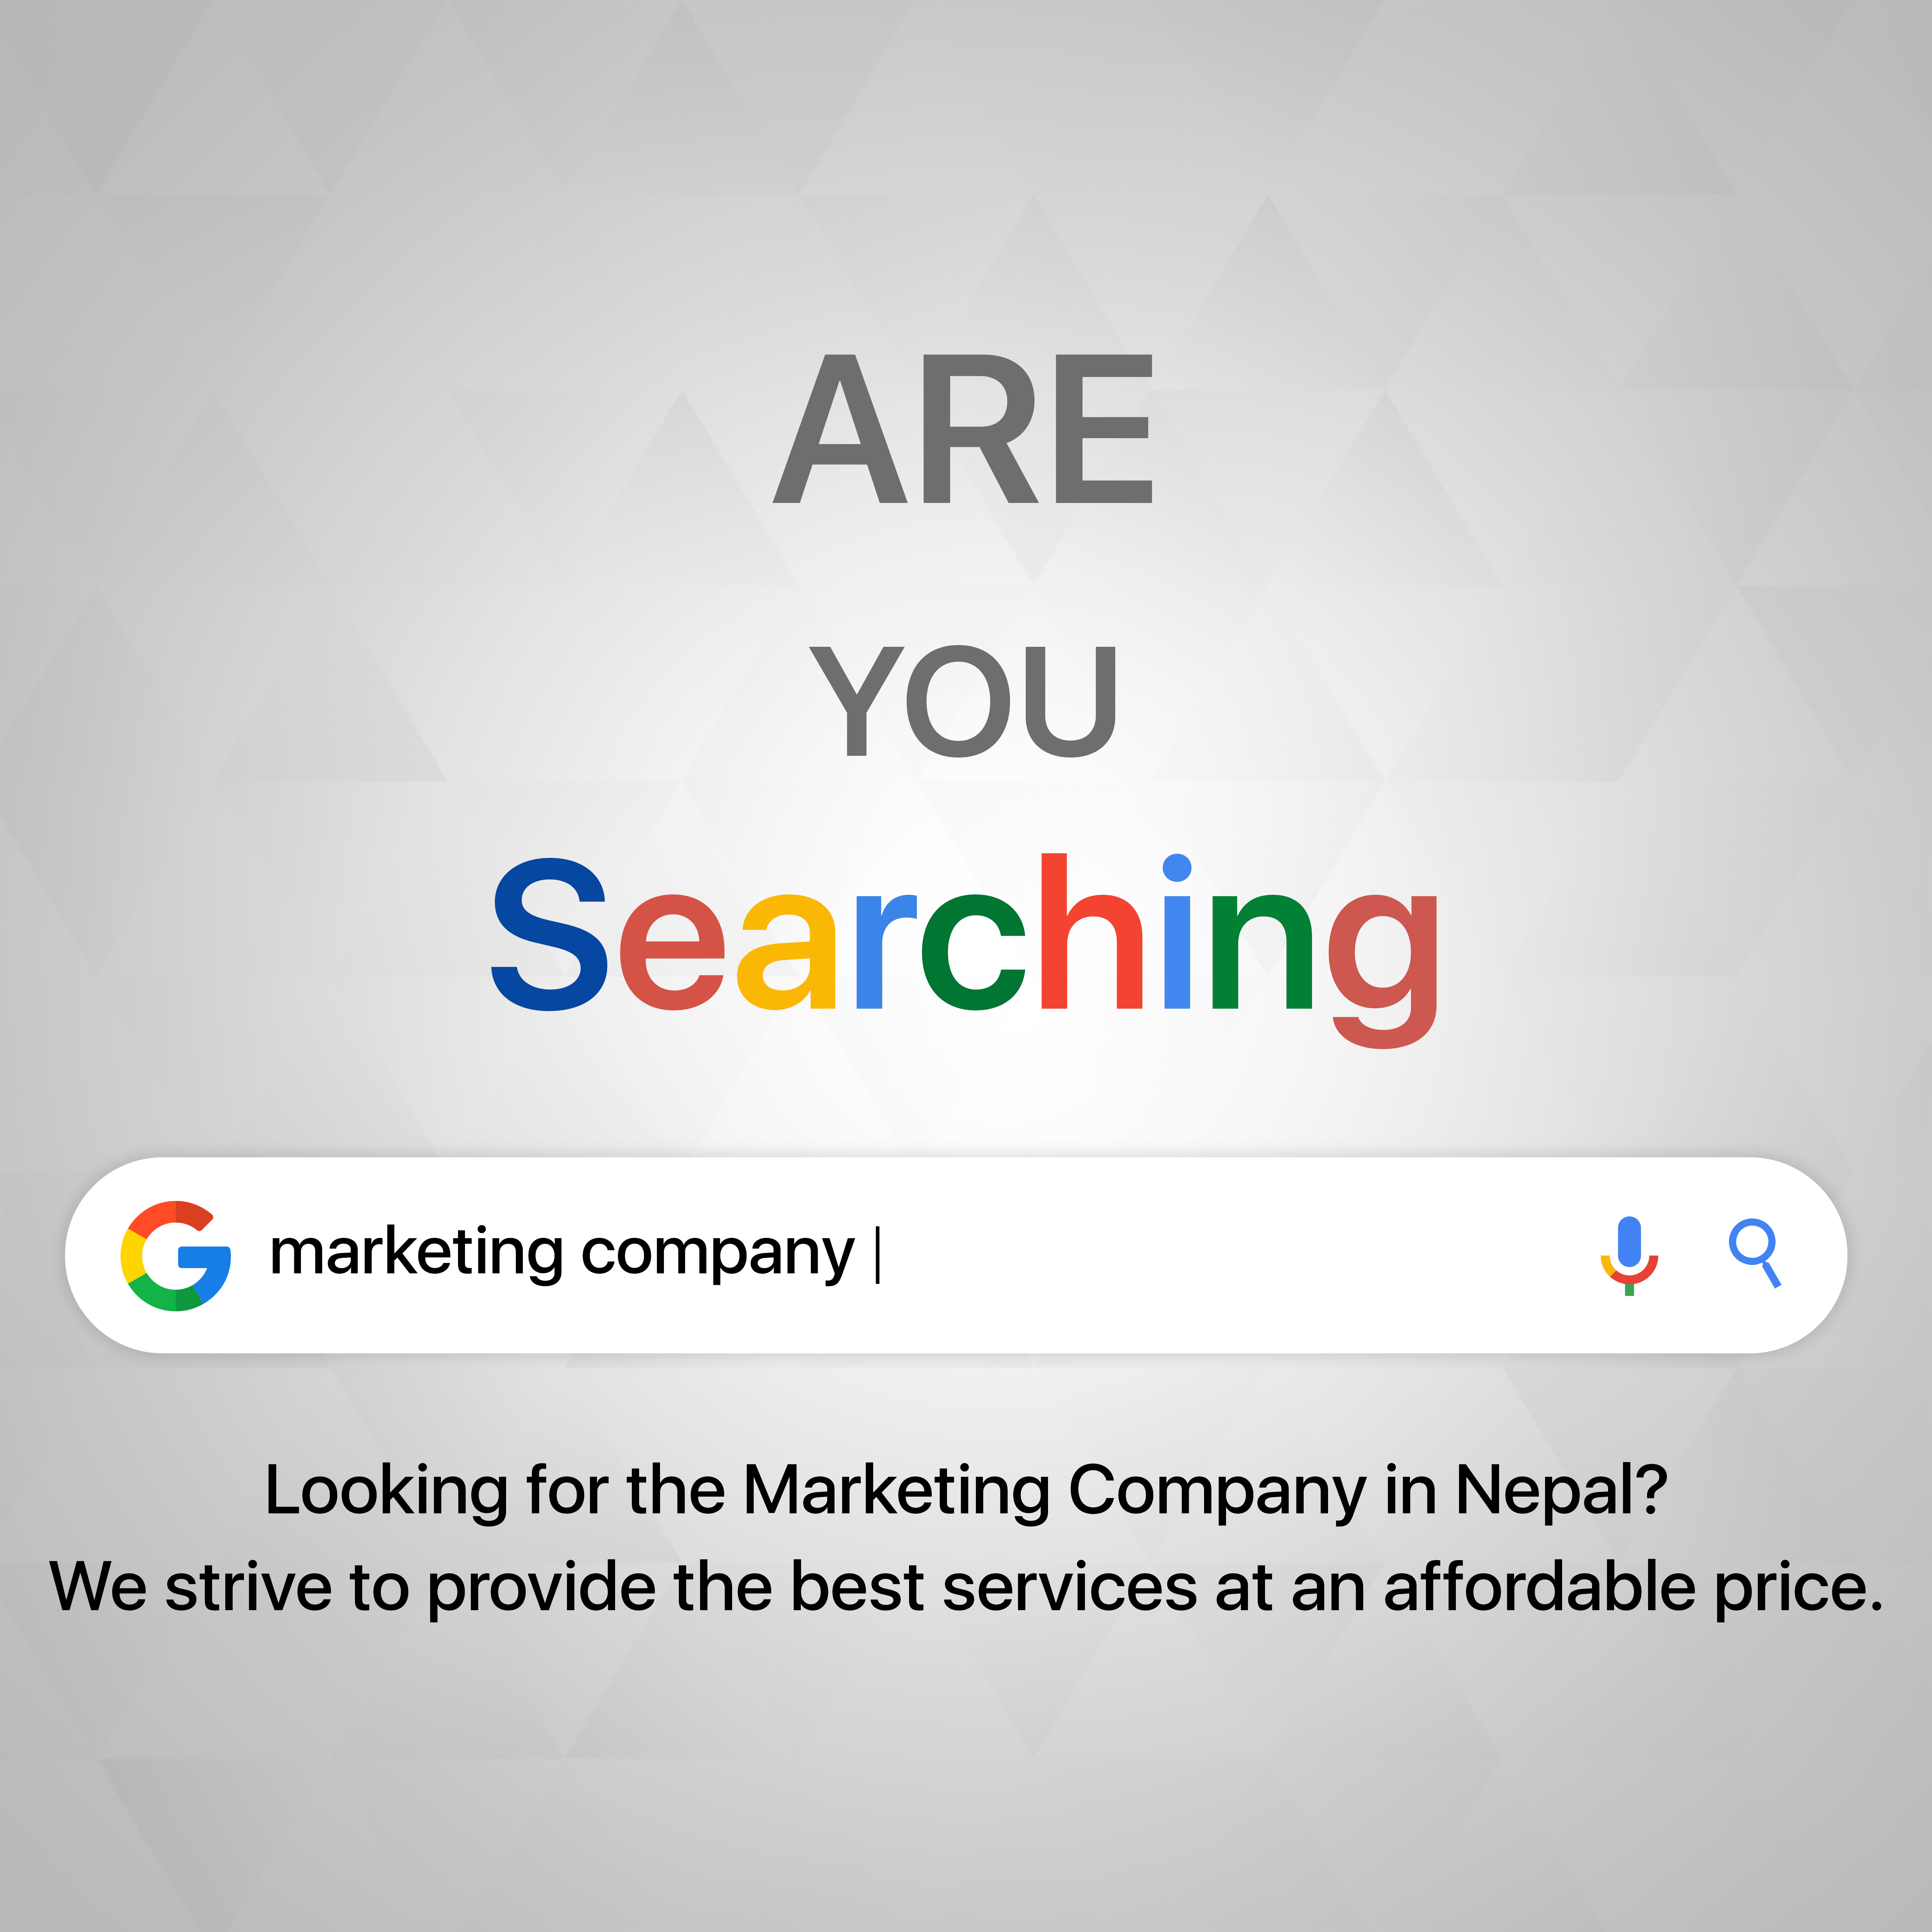 ARE
YOU
Searching
marketing company
Looking for the Marketing Company in Nepal?
We strive to provide the best services at an affordable price.